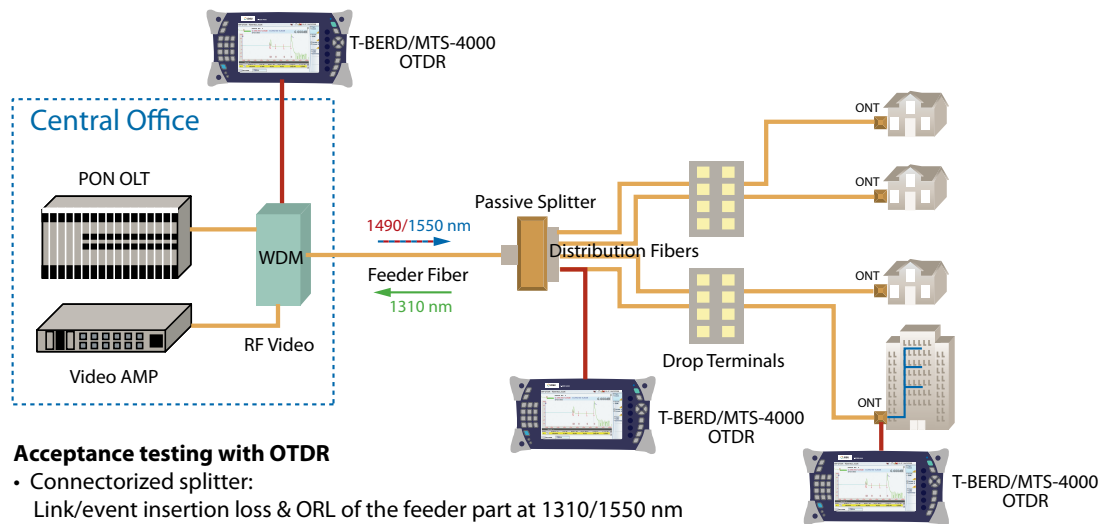 T-BERD/MTS-4000
OTDR
Central Office
PON OLT
WDM
RF Video
Video AMP
1490/1550 nm
Feeder Fiber
1310 nm
Passive Splitter
Distribution Fibers
Drop Terminals
ONT
ONT
ONT
ONT
T-BERD/MTS-4000
OTDR
T-BERD/MTS-4000
OTDR
Acceptance testing with OTDR
• Connectorized splitter:
Link/event insertion loss & ORL of the feeder part at 1310/1550 nm